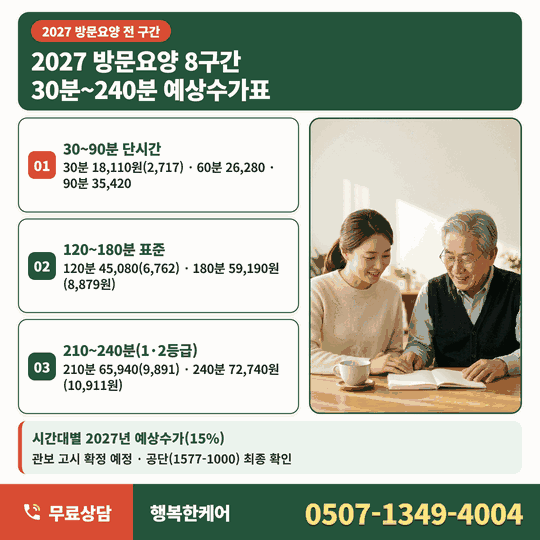 2027 방문요양 전 구간
2027 방문요양 8구간
30분~240분 예상수가표
01
30~90분 단시간
30분 18,110원(2,717) · 60분 26,280 ·
90분 35,420
02
120~180분 표준
120분 45,080(6,762) · 180분 59,190원
(8,879원)
03
210~240분(1·2등급)
210분 65,940(9,891) · 240분 72,740원
(10,911원)
시간대별 2027년 예상수가(15%)
관보 고시 확정 예정 · 공단(1577-1000) 최종 확인
무료상담
행복한케어
0507-1349-4004